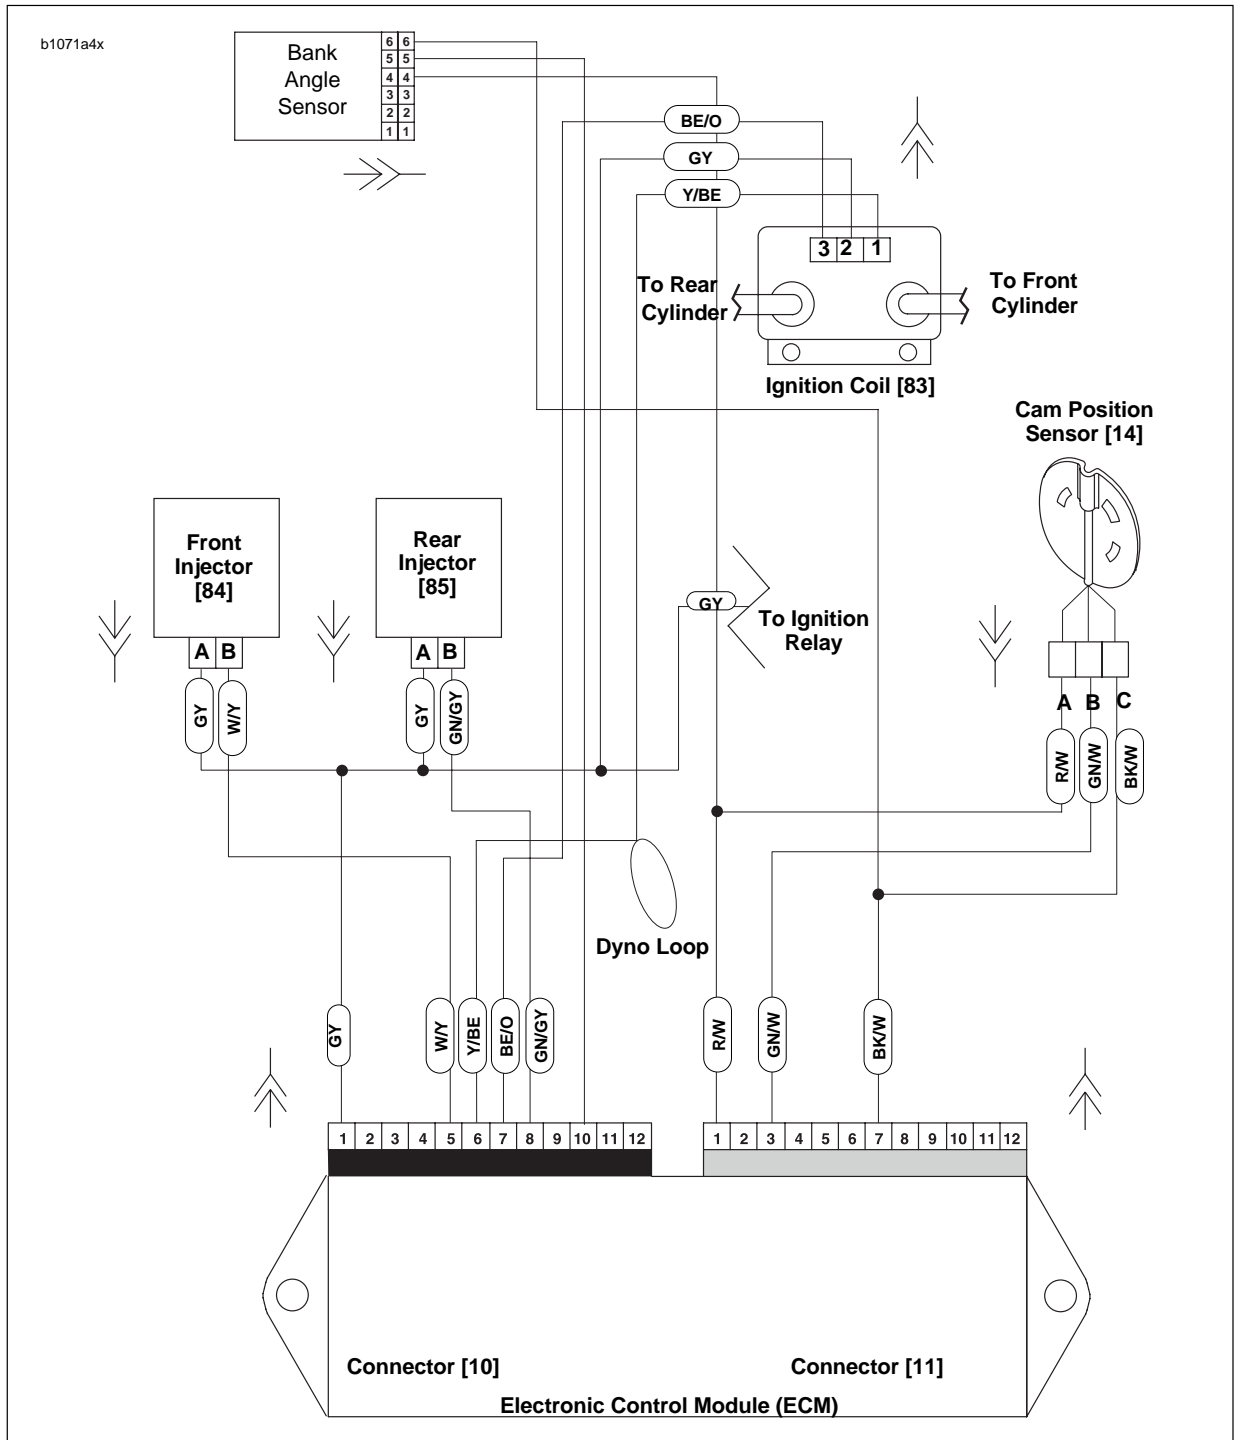 b1071a4x
Bank
Angle
Sensor
6 6
5 5
4 4
3 3
2 2
1 1
BE/O
GY
Y/BE
3 2 1
To Rear
Cylinder
To Front
Cylinder
Ignition Coil [83]
Cam Position
Sensor [14]
Front
Injector
[84]
Rear
Injector
[85]
A B
A B
GY
To Ignition
Relay
A B C
GY
W/Y
GY
GN/GY
R/W
GN/W
BK/W
Dyno Loop
GY
W/Y
Y/BE
BE/O
GN/GY
R/W
GN/W
BK/W
1 2 3 4 5 6 7 8 9 10 11 12
1 2 3 4 5 6 7 8 9 10 11 12
Connector [10]
Connector [11]
Electronic Control Module (ECM)